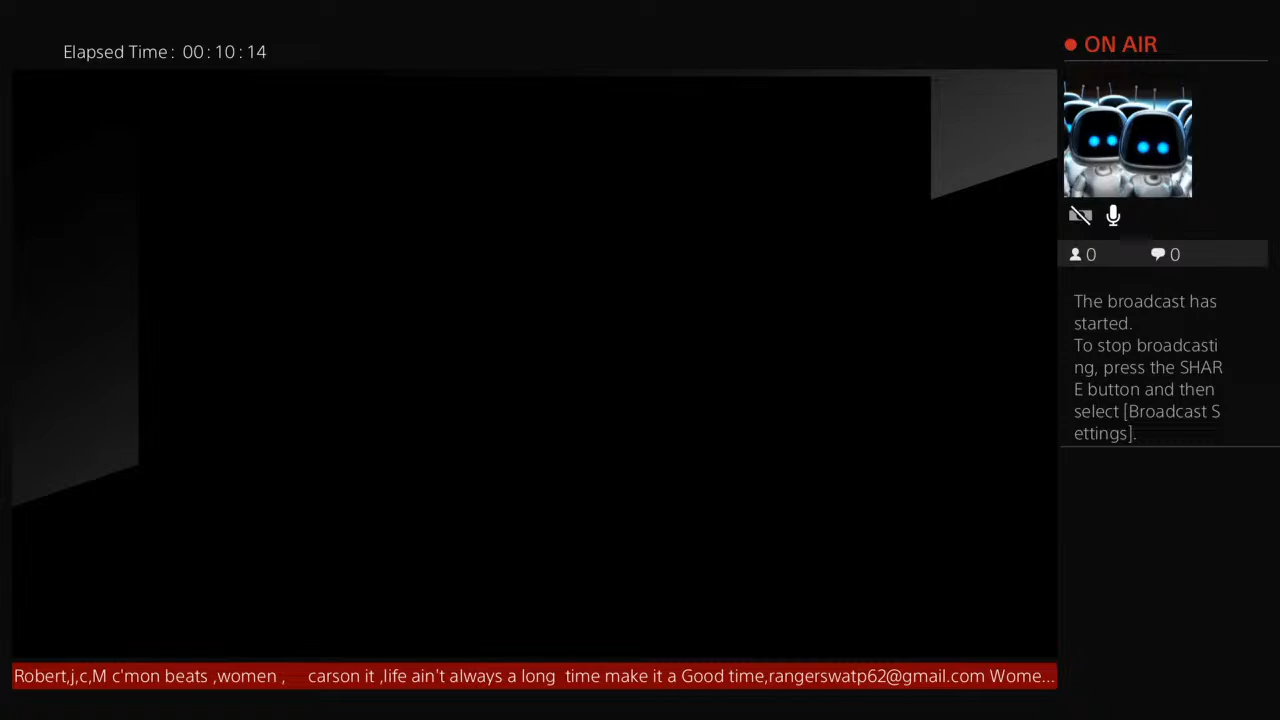 Elapsed Time: 00:10:14
ON AIR
0 0
The broadcast has
started.
To stop broadcasti
ng, press the SHAR
E button and then
select [Broadcast S
ettings].
Robert,j,c,M c'mon beats ,women , carson it ,life ain't always a long time make it a Good time,rangerswatp62@gmail.com Wome...